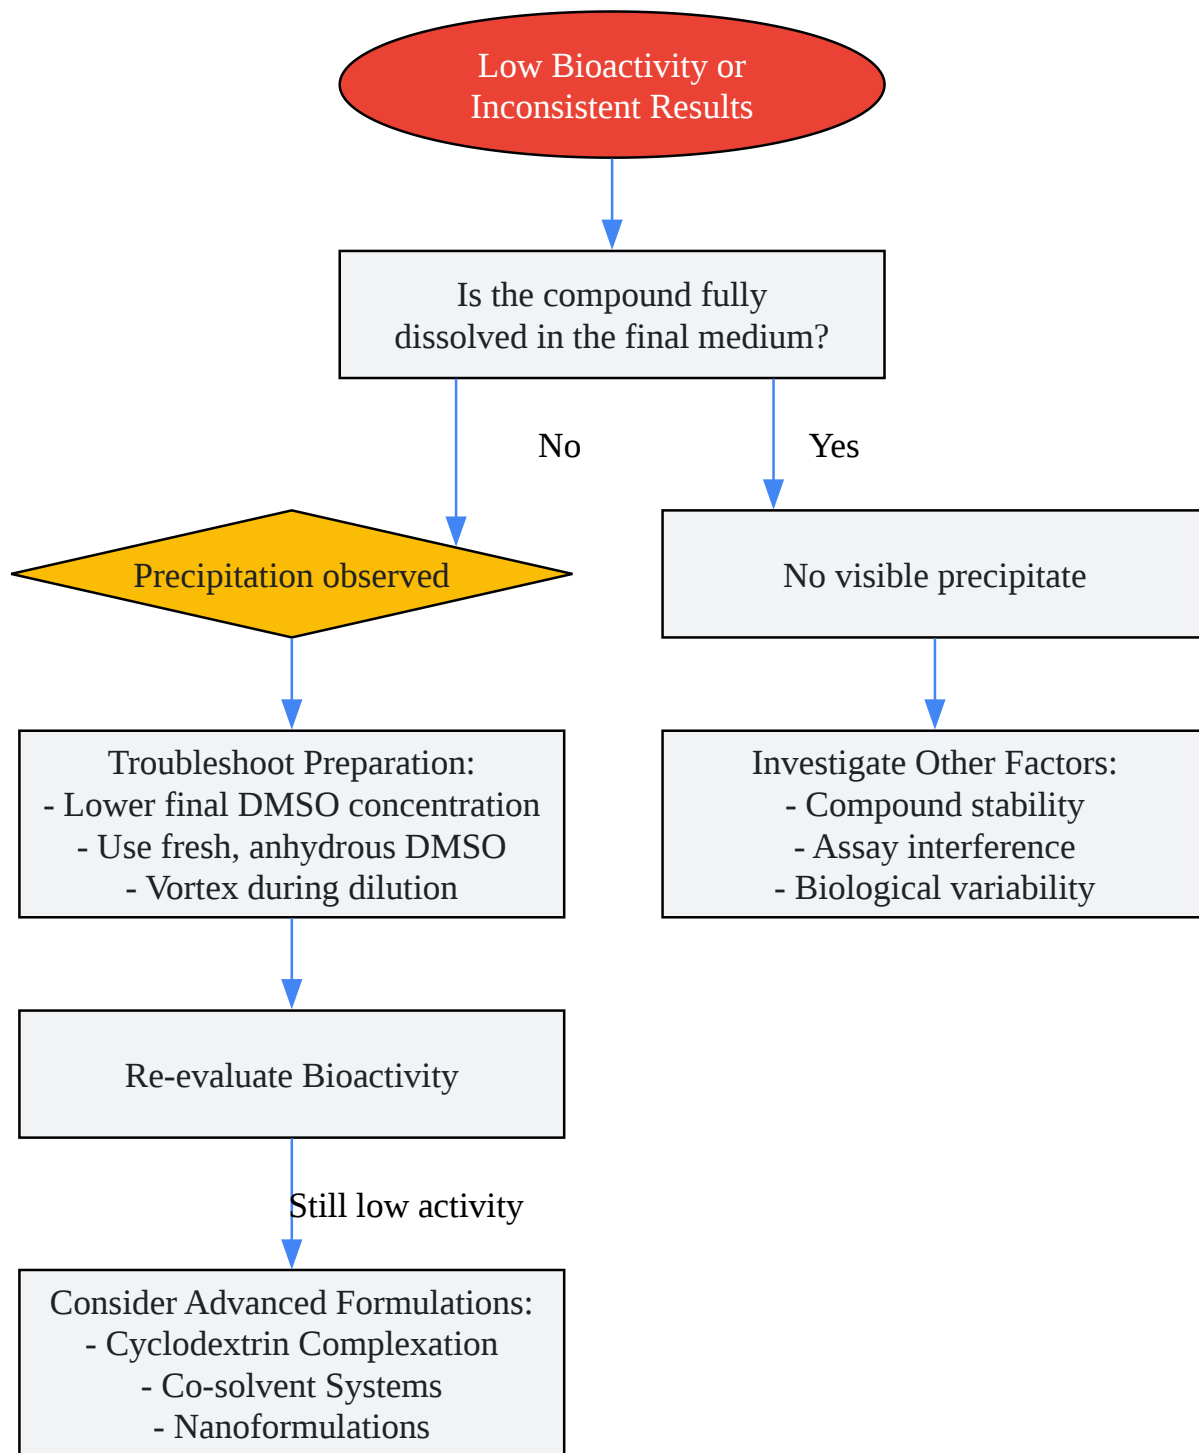 Low Bioactivity or
Inconsistent Results
Is the compound fully
dissolved in the final medium?
No
Yes
Precipitation observed
No visible precipitate
Troubleshoot Preparation:
- Lower final DMSO concentration
- Use fresh, anhydrous DMSO
- Vortex during dilution
Investigate Other Factors:
- Compound stability
- Assay interference
- Biological variability
Re-evaluate Bioactivity
Still low activity
Consider Advanced Formulations:
- Cyclodextrin Complexation
- Co-solvent Systems
- Nanoformulations